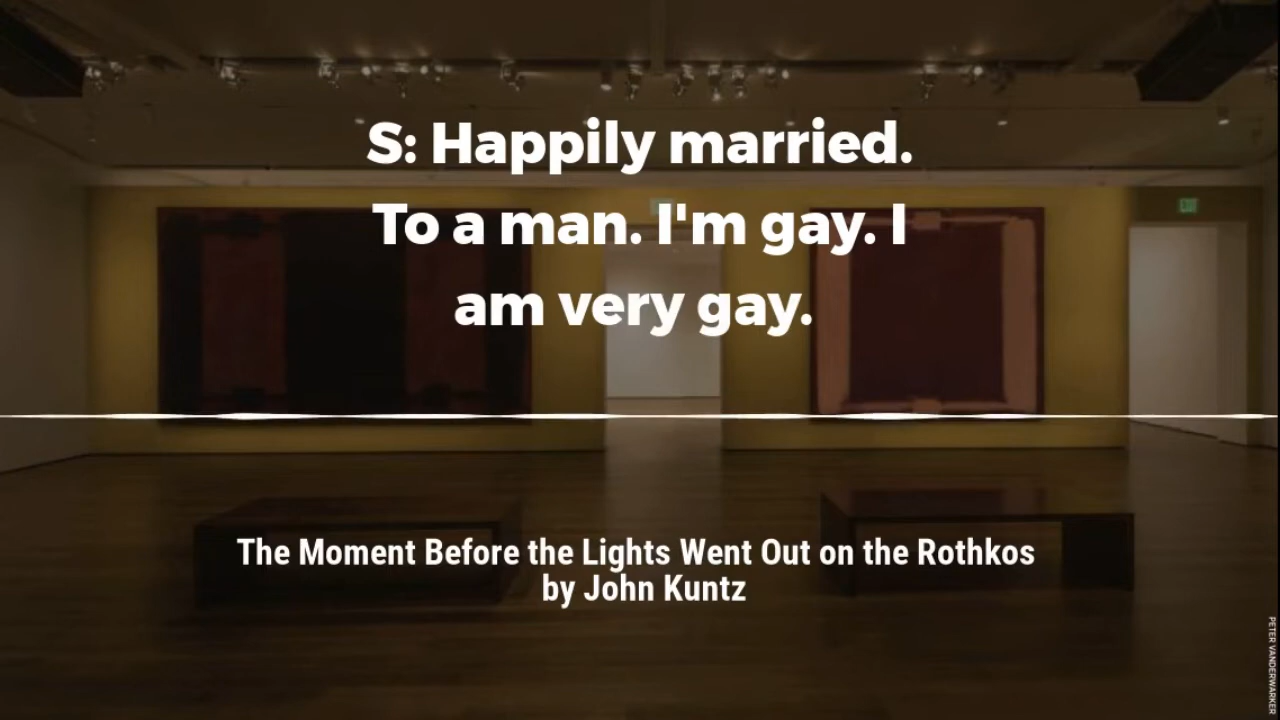 S: Happily married.
To a man. I'm gay. I
am very gay.
The Moment Before the Lights Went Out on the Rothkos
by John Kuntz
PETER VANDERWARKER